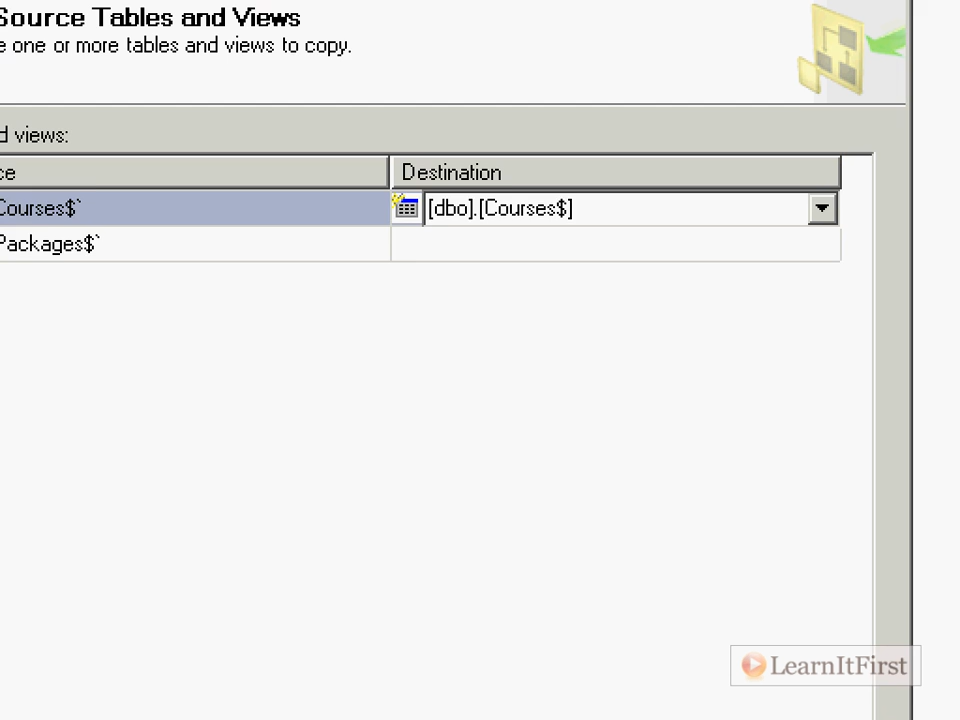 Source Tables and Views
e one or more tables and views to copy.
d views:
ce
Destination
Courses$`
[dbo].[Courses$]
Packages$`
LearnItFirst